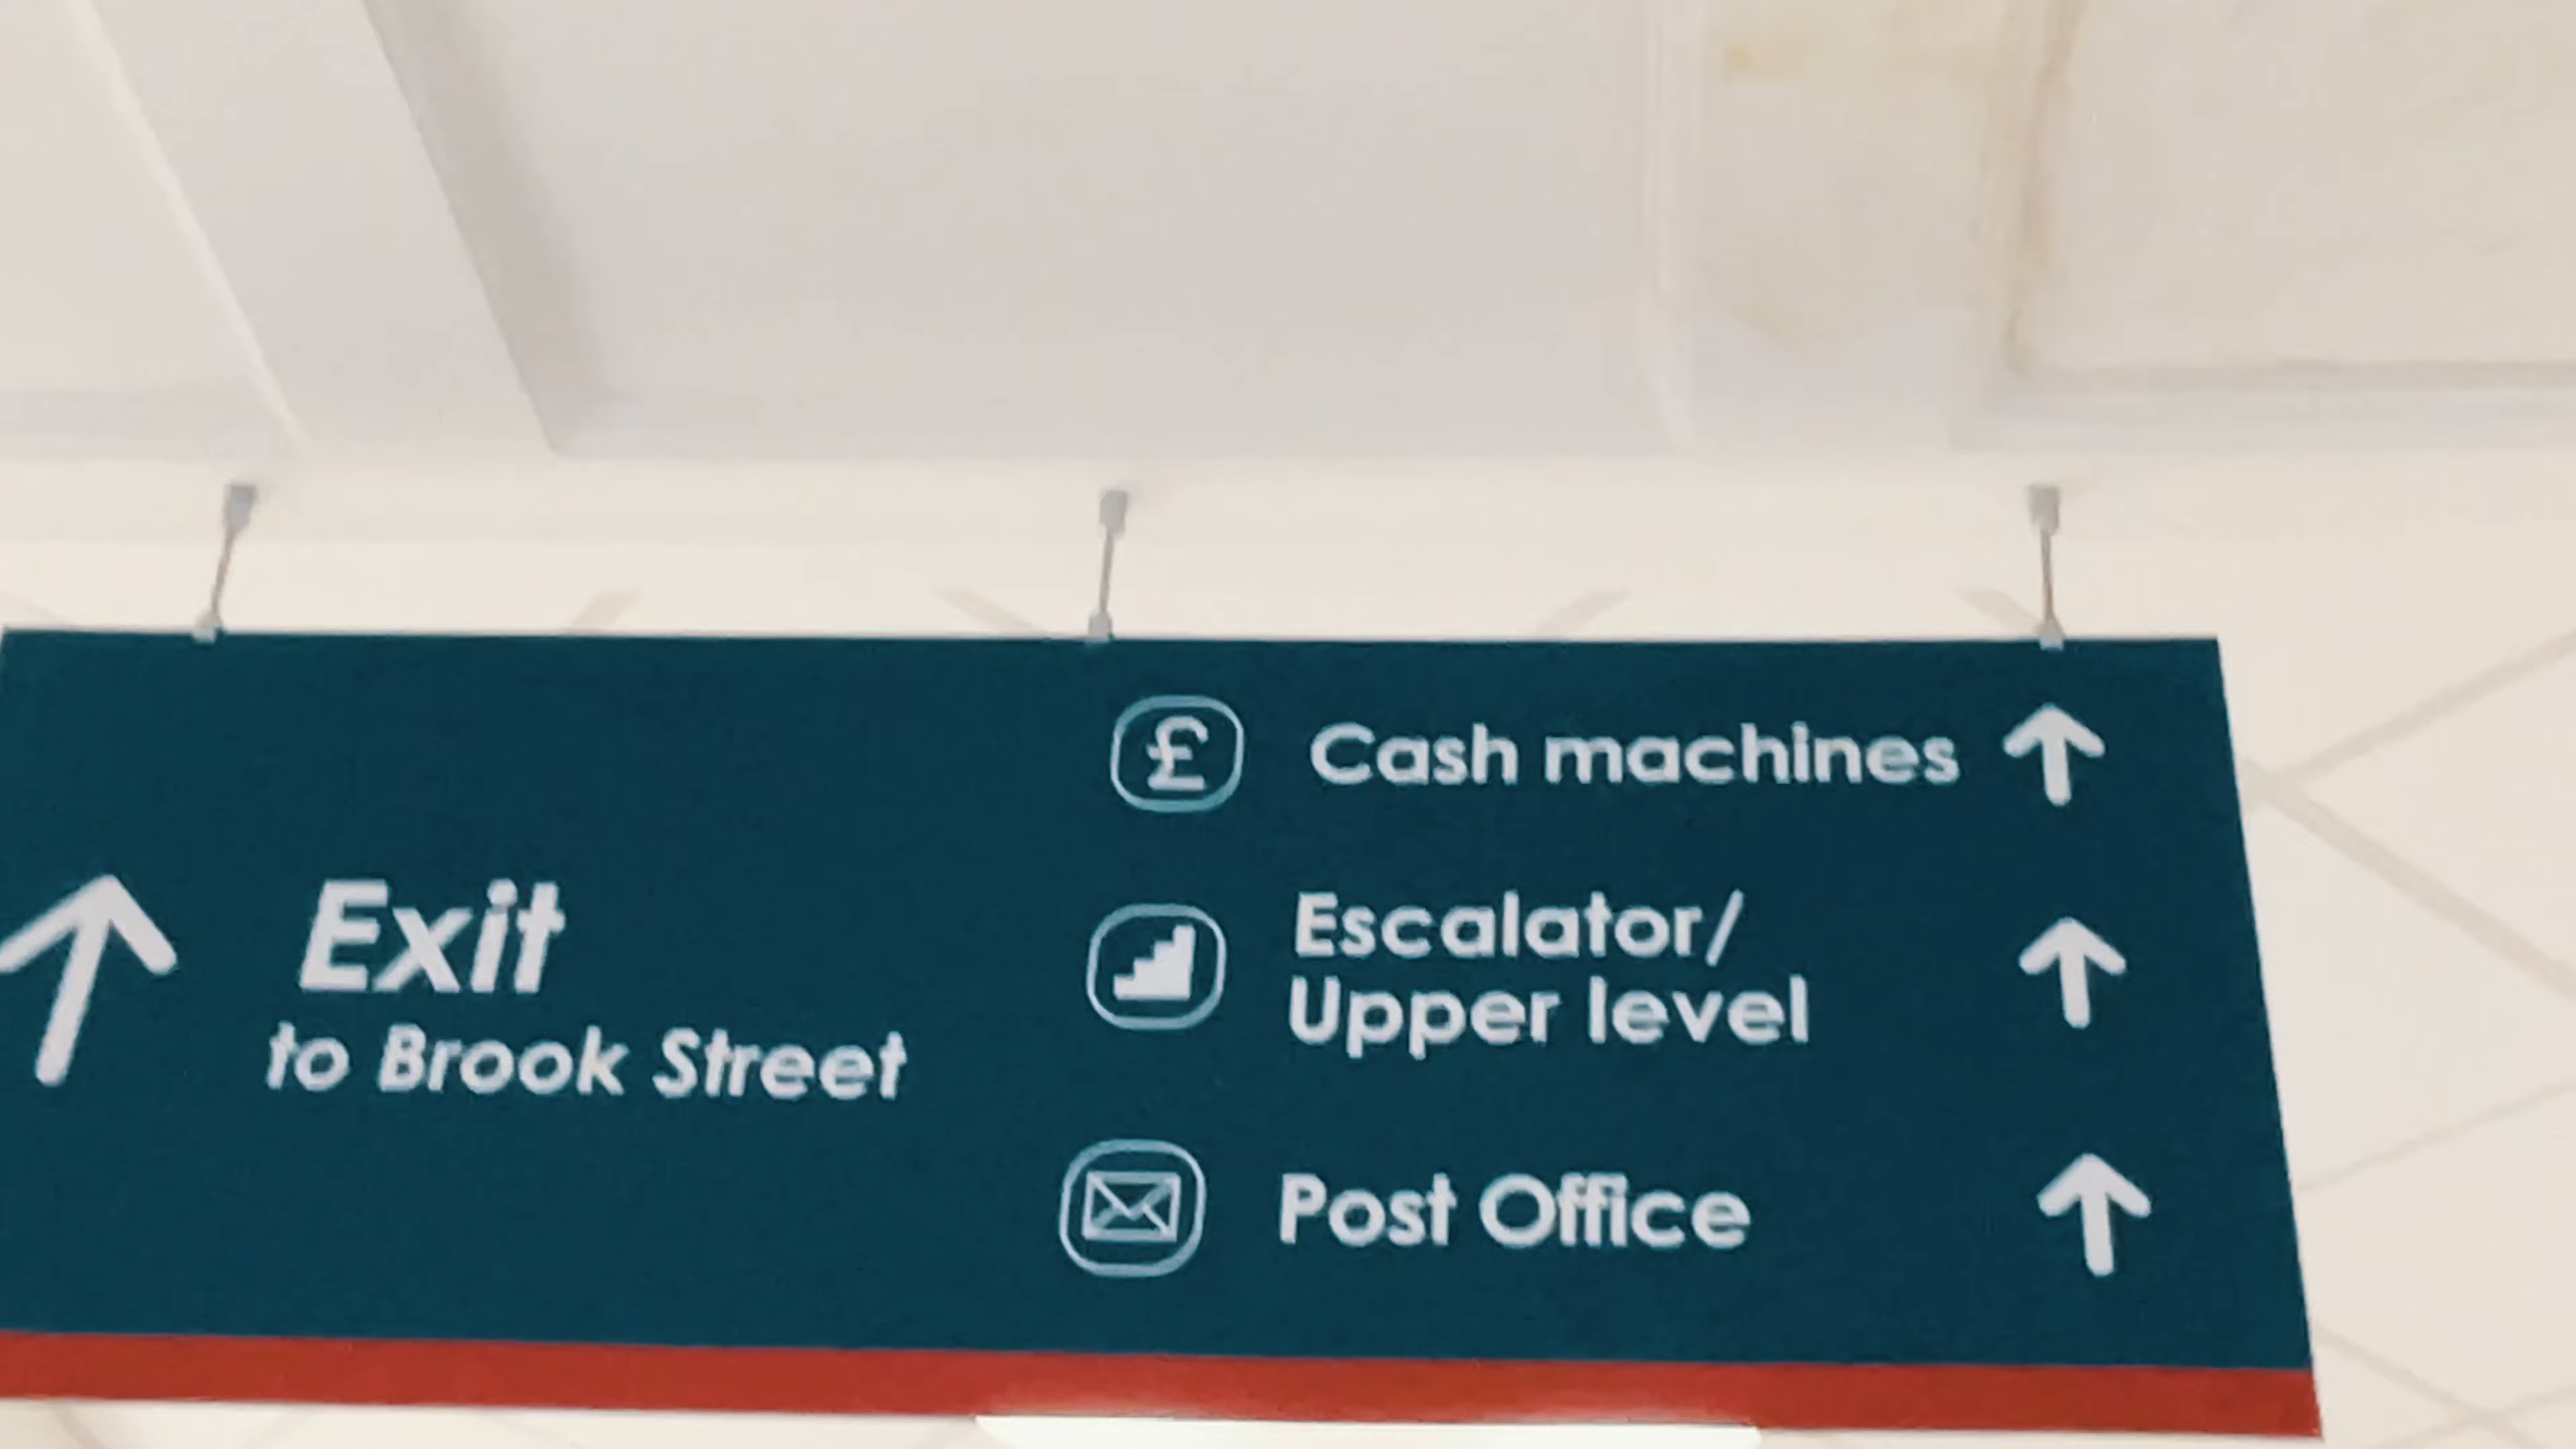 Exit
to Brook Street
£ Cash machines
Escalator/
Upper level
Post Office